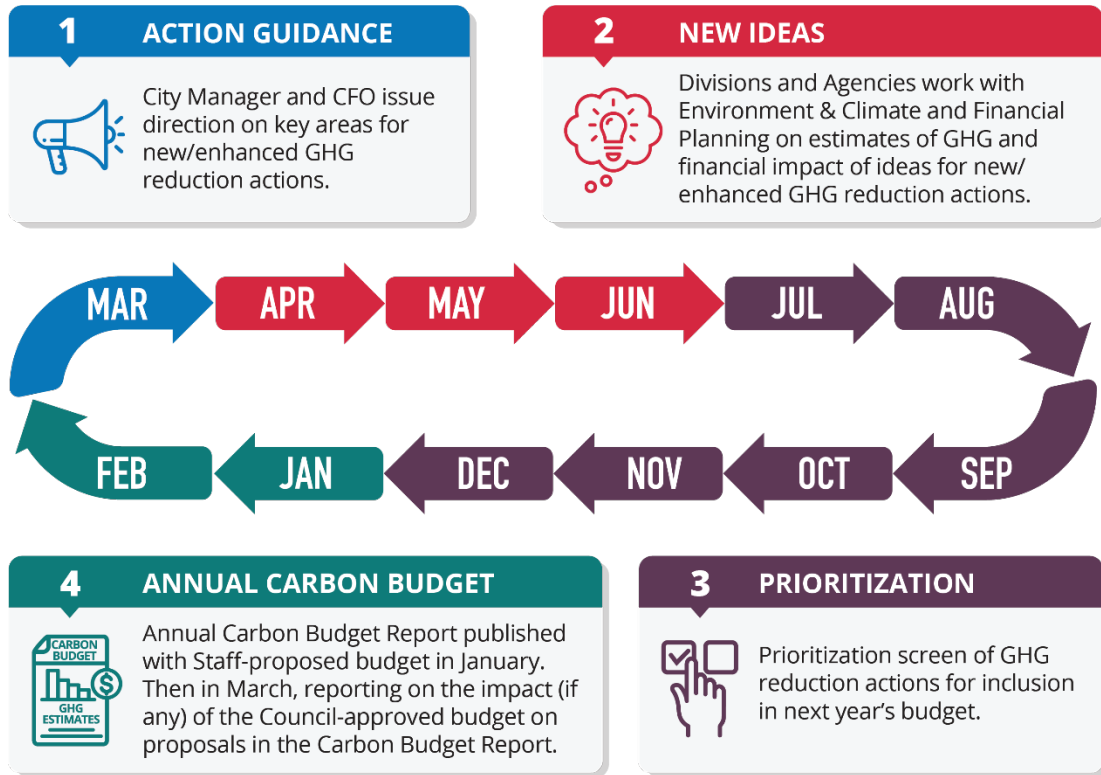 1 ACTION GUIDANCE
City Manager and CFO issue
direction on key areas for
new/enhanced GHG
reduction actions.
2 NEW IDEAS
Divisions and Agencies work with
Environment & Climate and Financial
Planning on estimates of GHG and
financial impact of ideas for new/
enhanced GHG reduction actions.
MAR APR MAY JUN JUL AUG
FEB JAN DEC NOV OCT SEP
4 ANNUAL CARBON BUDGET
CARBON
BUDGET
$
GHG
ESTIMATES
Annual Carbon Budget Report published
with Staff-proposed budget in January.
Then in March, reporting on the impact (if
any) of the Council-approved budget on
proposals in the Carbon Budget Report.
3 PRIORITIZATION
Prioritization screen of GHG
reduction actions for inclusion
in next year’s budget.